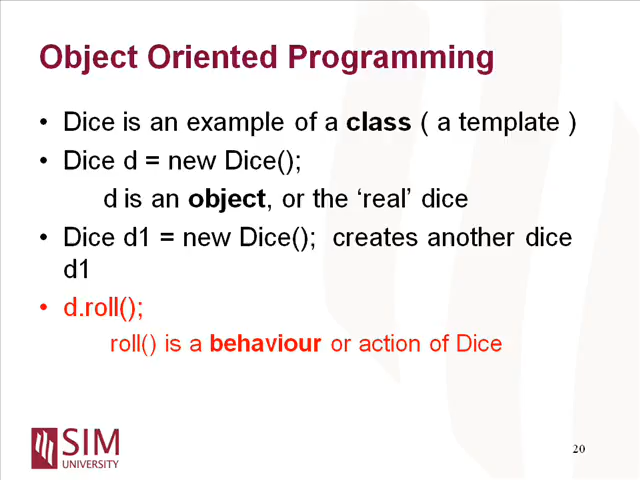 Object Oriented Programming
• Dice is an example of a class ( a template )
• Dice d = new Dice();
d is an object, or the ‘real’ dice
• Dice d1 = new Dice(); creates another dice
d1
• d.roll();
roll() is a behaviour or action of Dice
SIM
UNIVERSITY
20